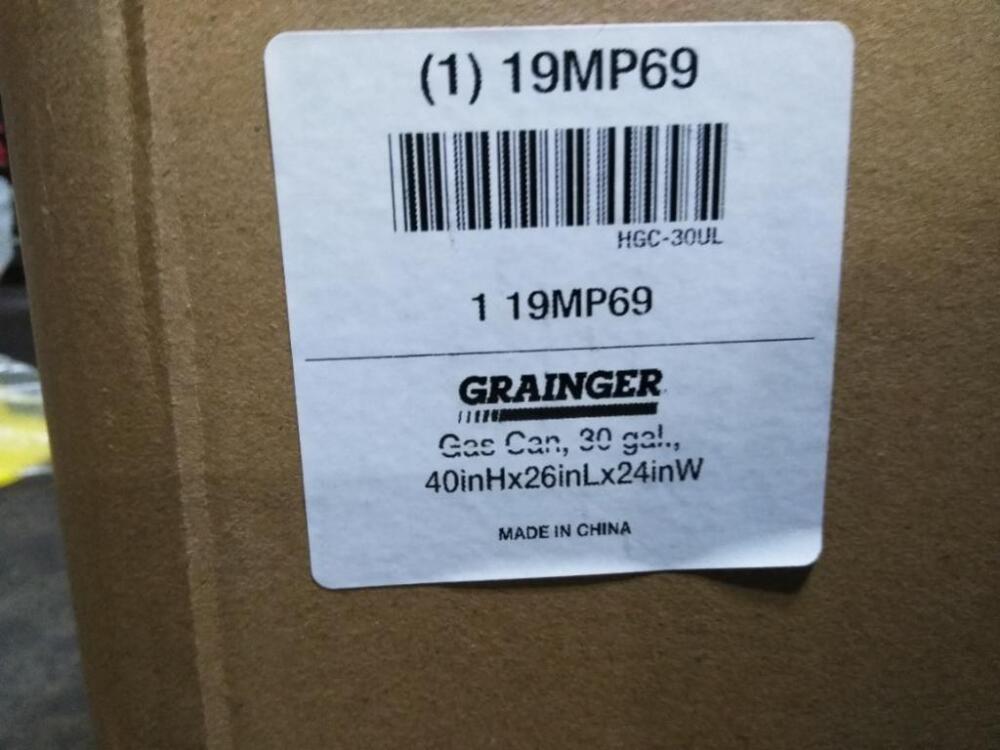 (1) 19MP69
HGC-30UL
1 19MP69
GRAINGER
Gas Can, 30 gal.,
40inHx26inLx24inW
MADE IN CHINA